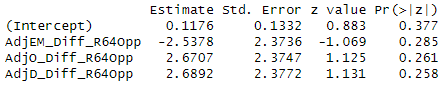 Estimate Std. Error z value Pr(>|z|)
(Intercept) 0.1176 0.1332 0.883 0.377
AdjEM_Diff_R64Opp -2.5378 2.3736 -1.069 0.285
AdjO_Diff_R64Opp 2.6707 2.3747 1.125 0.261
AdjD_Diff_R64Opp 2.6892 2.3772 1.131 0.258